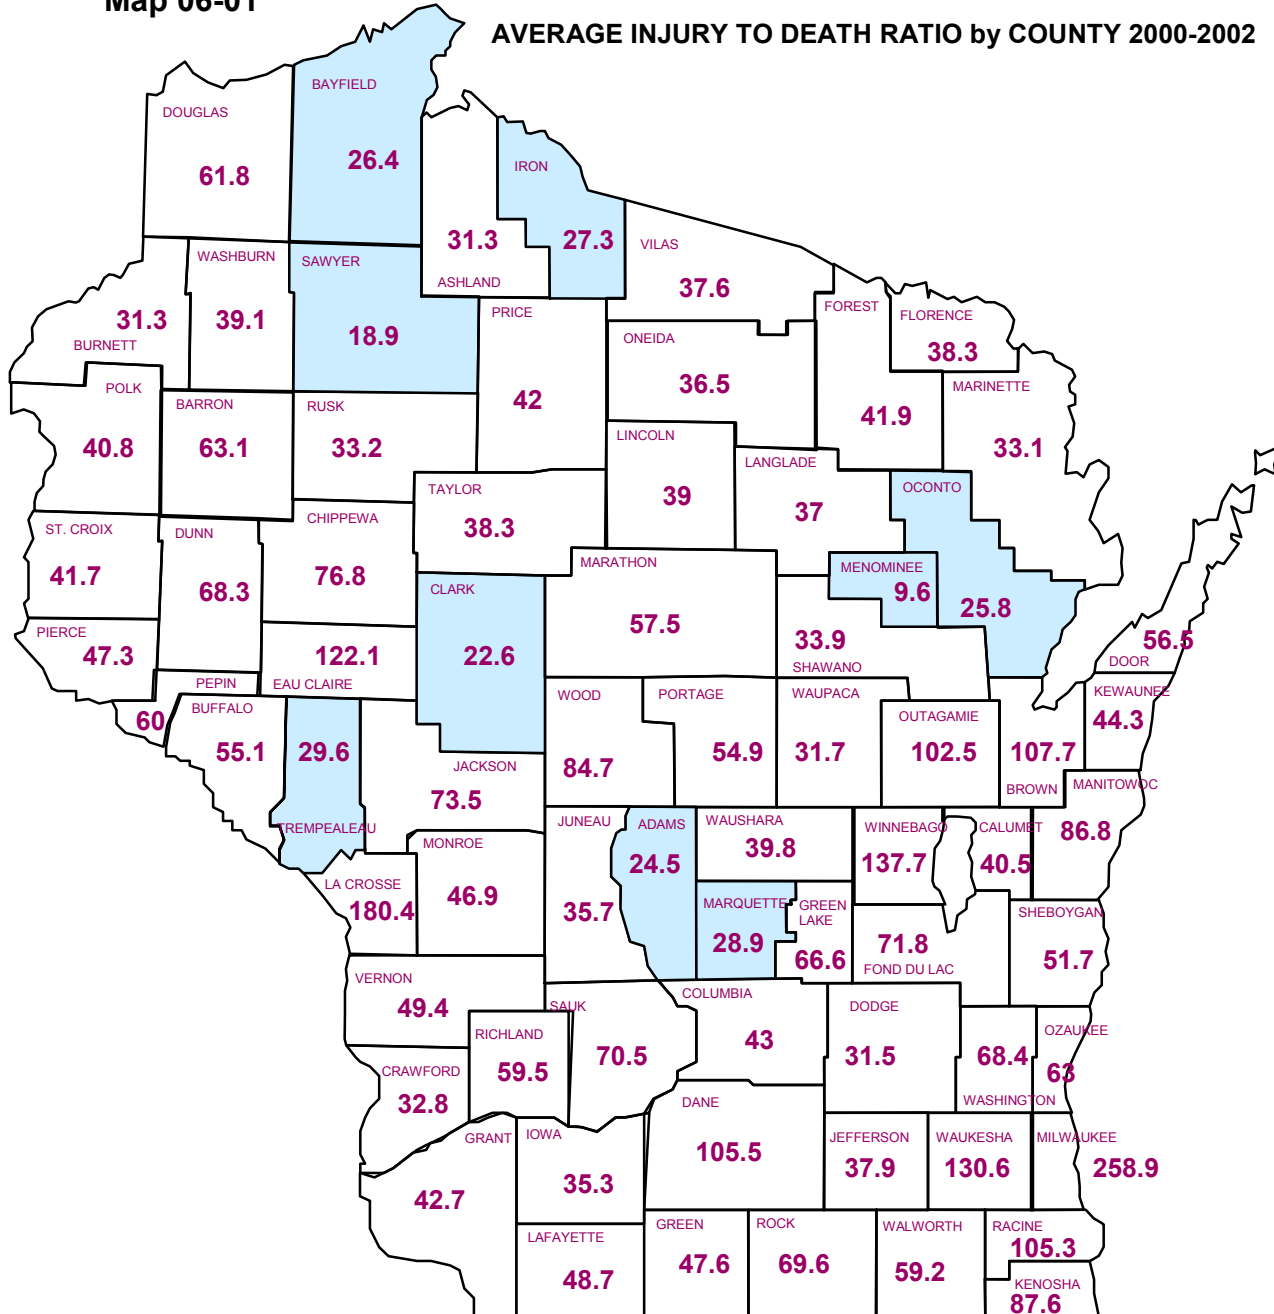 Map 06-01
AVERAGE INJURY TO DEATH RATIO by COUNTY 2000-2002
BAYFIELD
26.4
DOUGLAS
61.8
IRON
27.3
31.3
ASHLAND
VILAS
37.6
WASHBURN
39.1
SAWYER
18.9
31.3
BURNETT
PRICE
42
FOREST
41.9
FLORENCE
38.3
ONEIDA
36.5
MARINETTE
33.1
POLK
40.8
BARRON
63.1
RUSK
33.2
LINCOLN
39
LANGLADE
37
OCONTO
25.8
TAYLOR
38.3
ST. CROIX
41.7
DUNN
68.3
CHIPPEWA
76.8
MARATHON
57.5
MENOMINEE
9.6
CLARK
22.6
33.9
SHAWANO
56.5
DOOR
PIERCE
47.3
122.1
EAU CLAIRE
PEPIN
60
BUFFALO
55.1
29.6
TREMPEALEAU
WOOD
84.7
PORTAGE
54.9
WAUPACA
31.7
OUTAGAMIE
102.5
107.7
BROWN
KEWAUNEE
44.3
JACKSON
73.5
MANITOWOC
86.8
JUNEAU
35.7
ADAMS
24.5
WAUSHARA
39.8
WINNEBAGO
137.7
CALUMET
40.5
MONROE
46.9
LA CROSSE
180.4
MARQUETTE
28.9
GREEN
LAKE
66.6
71.8
FOND DU LAC
SHEBOYGAN
51.7
VERNON
49.4
COLUMBIA
43
DODGE
31.5
SAUK
70.5
RICHLAND
59.5
68.4
WASHINGTON
OZAUKEE
63
CRAWFORD
32.8
DANE
105.5
GRANT
42.7
IOWA
35.3
JEFFERSON
37.9
WAUKESHA
130.6
MILWAUKEE
258.9
LAFAYETTE
48.7
GREEN
47.6
ROCK
69.6
WALWORTH
59.2
RACINE
105.3
KENOSHA
87.6